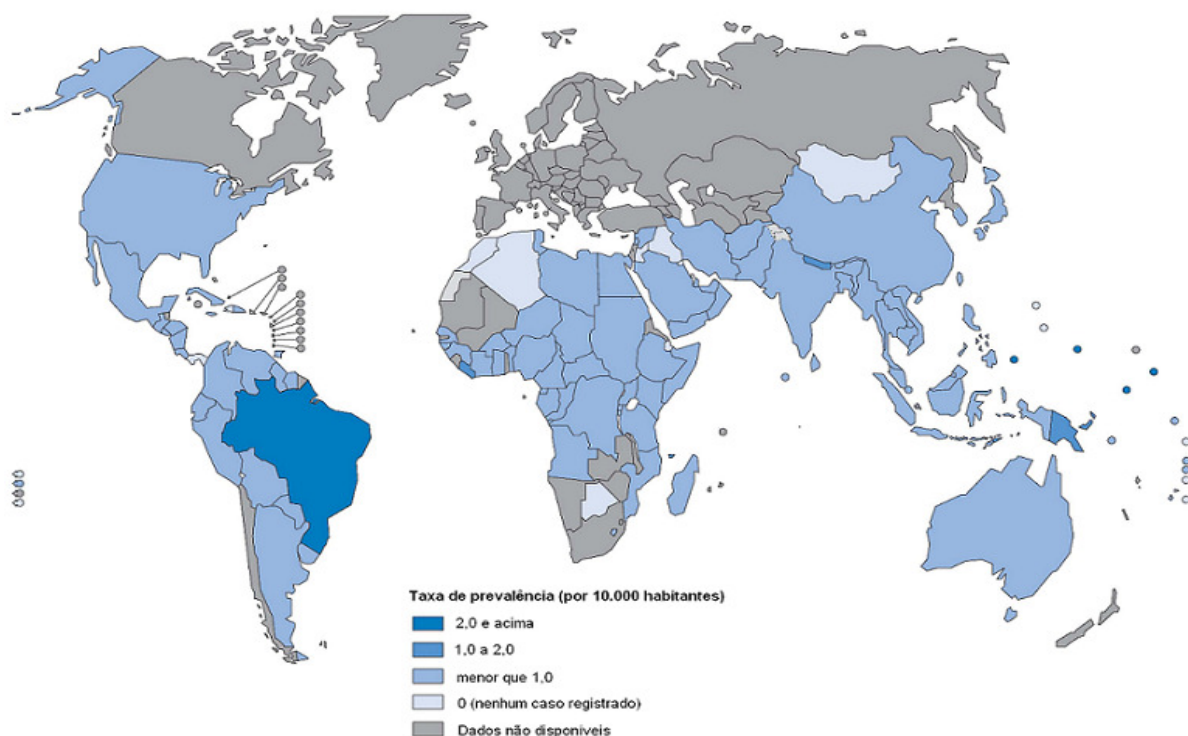 Taxa de prevalência (por 10.000 habitantes)
2,0 e acima
1,0 a 2,0
menor que 1,0
0 (nenhum caso registrado)
Dados não disponíveis